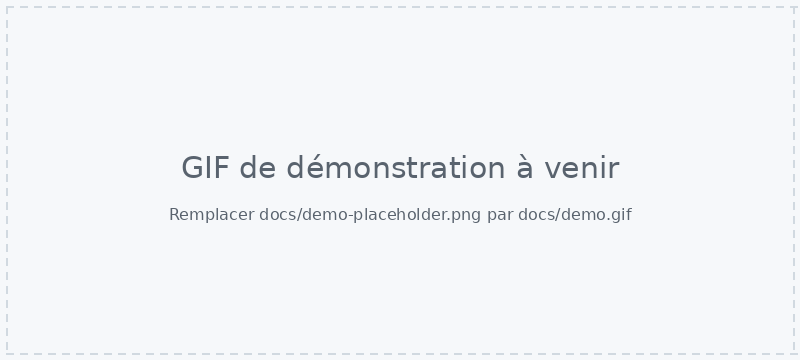 GIF de démonstration à venir
Remplacer docs/demo-placeholder.png par docs/demo.gif